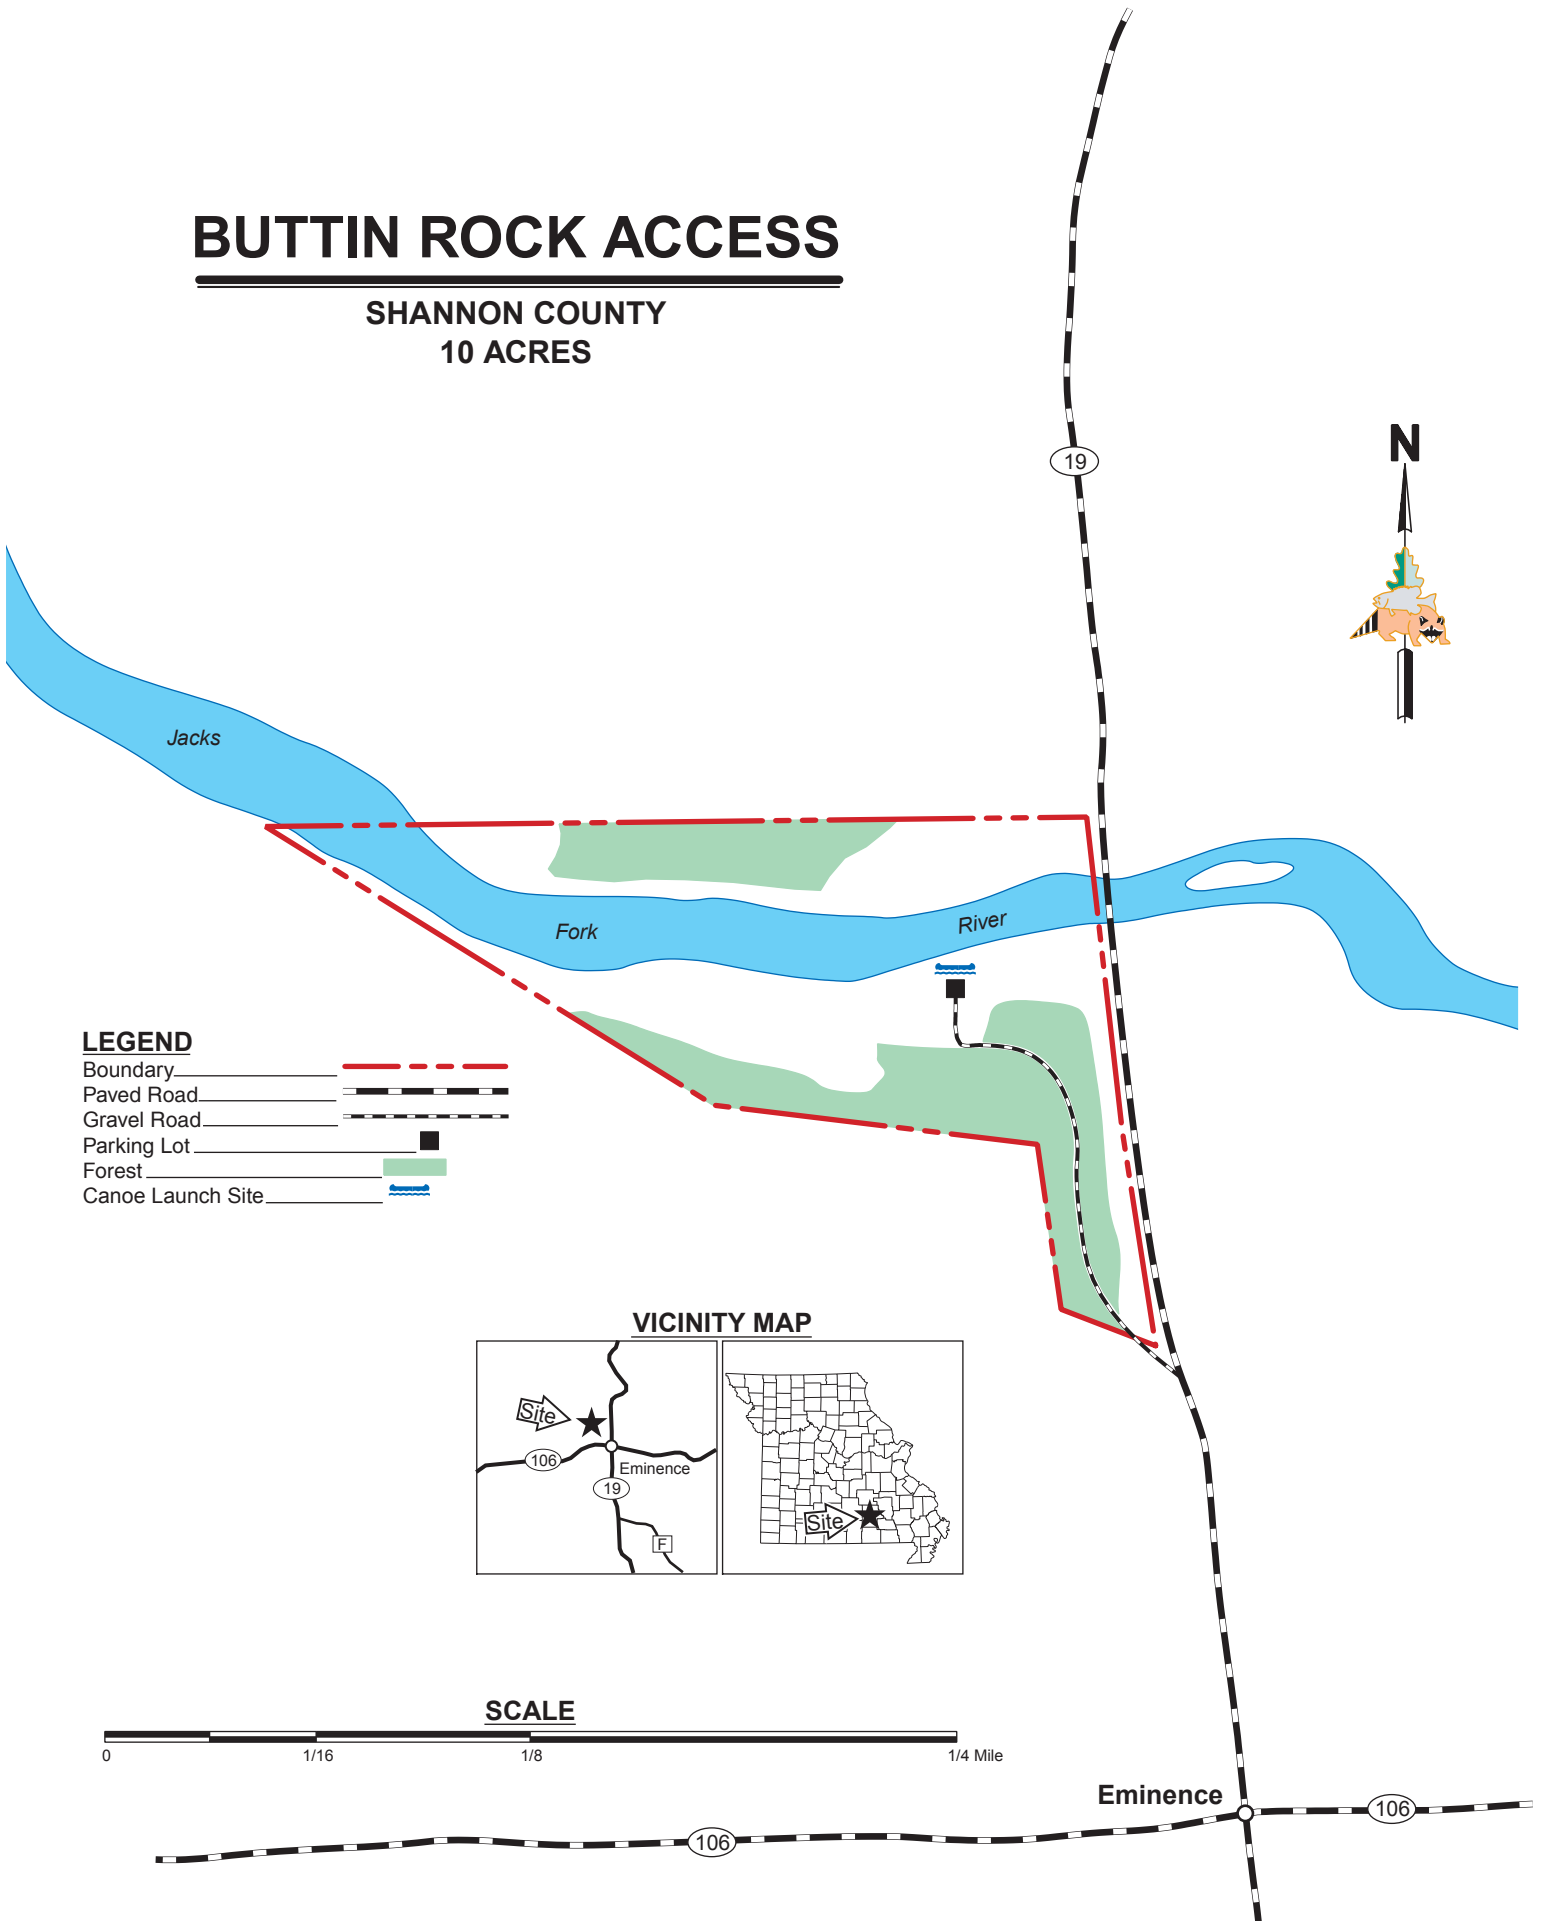 BUTTIN ROCK ACCESS
SHANNON COUNTY
10 ACRES
19
N
Jacks
Fork
River
LEGEND
Boundary
Paved Road
Gravel Road
Parking Lot
Forest
Canoe Launch Site
VICINITY MAP
Site
106
Eminence
19
F
Site
SCALE
0 1/16 1/8 1/4 Mile
Eminence
106
106